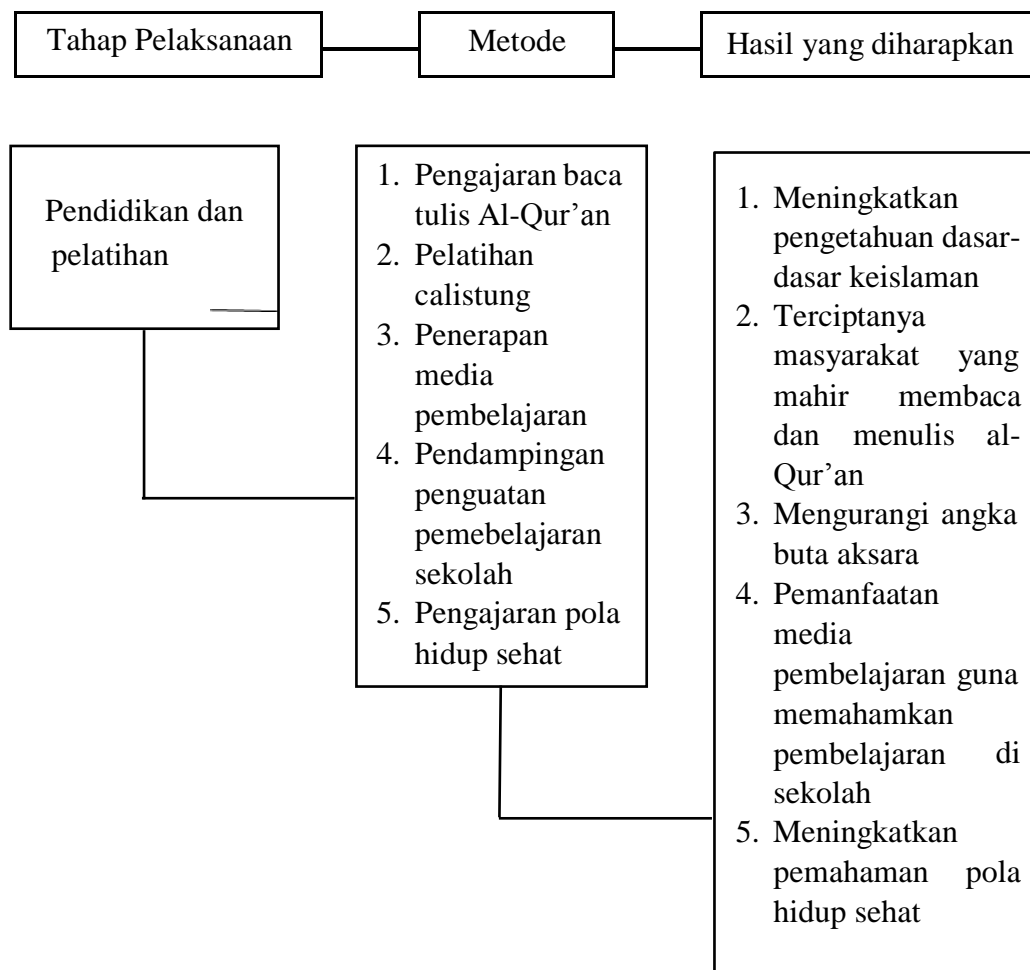 Tahap Pelaksanaan
Metode
Hasil yang diharapkan
Pendidikan dan
pelatihan
1. Pengajaran baca
tulis Al-Qur’an
2. Pelatihan
calistung
3. Penerapan
media
pembelajaran
4. Pendampingan
penguatan
pemebelajaran
sekolah
5. Pengajaran pola
hidup sehat
1. Meningkatkan
pengetahuan dasar-
dasar keislaman
2. Terciptanya
masyarakat yang
mahir membaca
dan menulis al-
Qur’an
3. Mengurangi angka
buta aksara
4. Pemanfaatan
media
pembelajaran guna
memahamkan
pembelajaran di
sekolah
5. Meningkatkan
pemahaman pola
hidup sehat